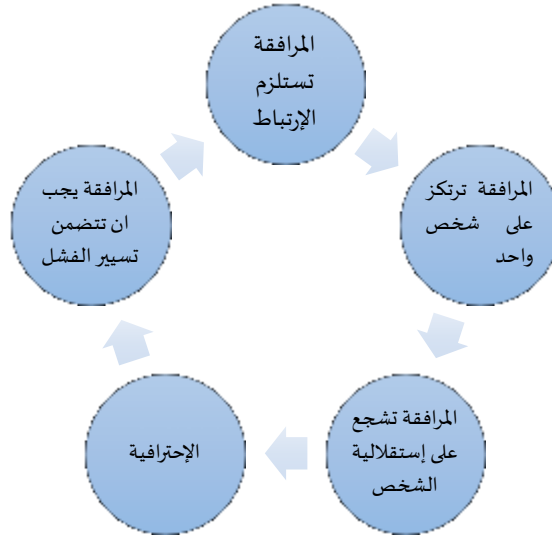 المرافقة
تستلزم
الإرتباط
المرافقة ترتكز
على شخص
واحد
المرافقة تشجع
على إستقلالية
الشخص
الإحترافية
المرافقة يجب
ان تتضمن
تسيير الفشل